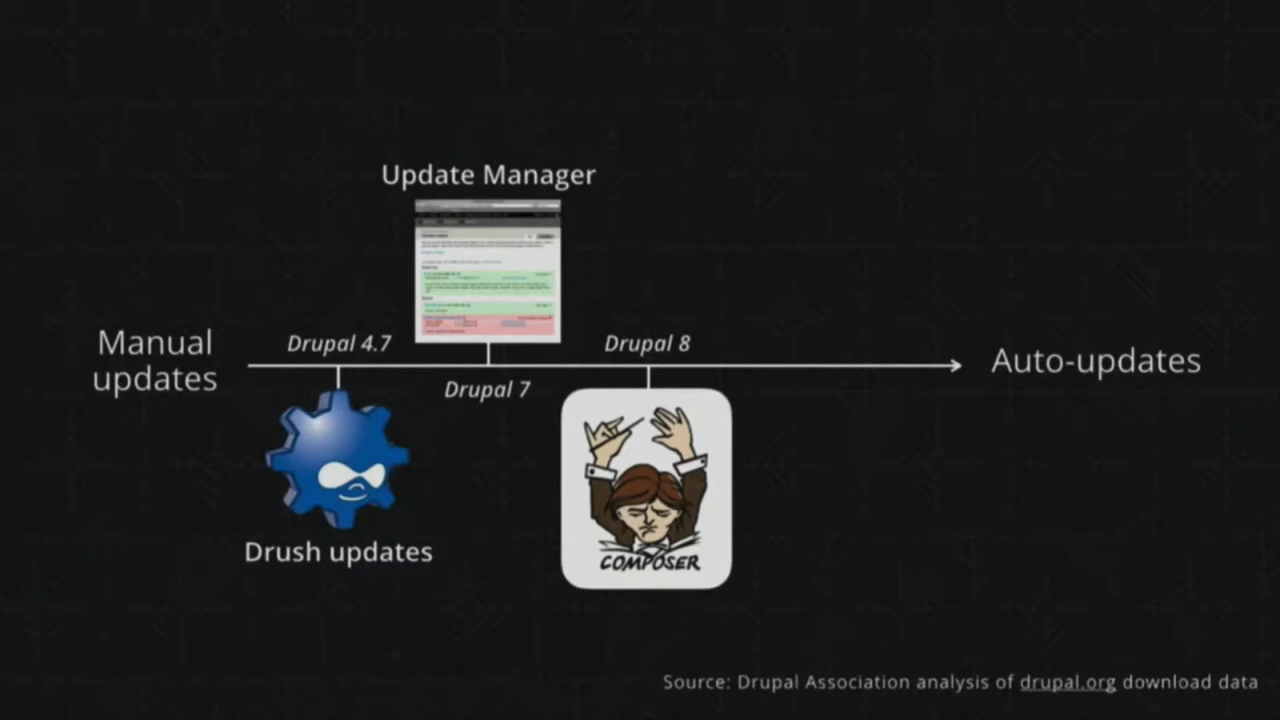 Update Manager
Manual
updates
Drupal 4.7
Drupal 8
Auto-updates
Drupal 7
Drush updates
COMPOSER
Source: Drupal Association analysis of drupal.org download data